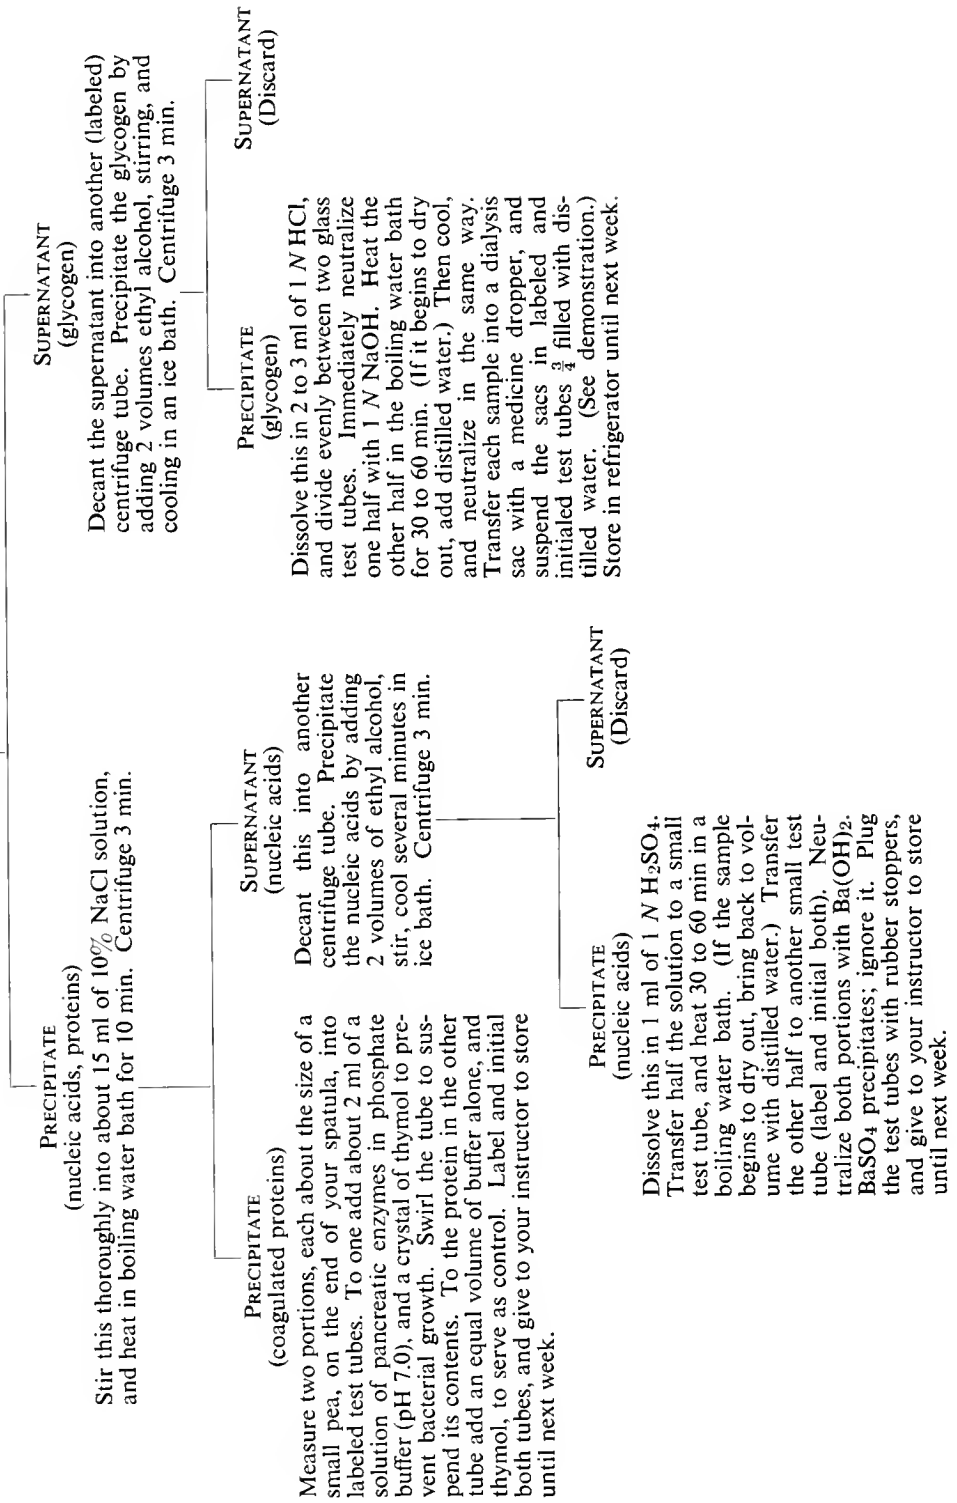 PRECIPITATE
(nucleic acids, proteins)
Stir this thoroughly into about 15 ml of 10% NaCl solution,
and heat in boiling water bath for 10 min. Centrifuge 3 min.
SUPERNATANT
(glycogen)
Decant the supernatant into another (labeled)
centrifuge tube. Precipitate the glycogen by
adding 2 volumes ethyl alcohol, stirring, and
cooling in an ice bath. Centrifuge 3 min.
PRECIPITATE
(coagulated proteins)
Measure two portions, each about the size of a
small pea, on the end of your spatula, into
labeled test tubes. To one add about 2 ml of a
solution of pancreatic enzymes in phosphate
buffer (pH 7.0), and a crystal of thymol to pre-
vent bacterial growth. Swirl the tube to sus-
pend its contents. To the protein in the other
tube add an equal volume of buffer alone, and
thymol, to serve as control. Label and initial
both tubes, and give to your instructor to store
until next week.
SUPERNATANT
(nucleic acids)
Decant this into another
centrifuge tube. Precipitate
the nucleic acids by adding
2 volumes of ethyl alcohol,
stir, cool several minutes in
ice bath. Centrifuge 3 min.
PRECIPITATE
(glycogen)
Dissolve this in 2 to 3 ml of 1 N HCl,
and divide evenly between two glass
test tubes. Immediately neutralize
one half with 1 N NaOH. Heat the
other half in the boiling water bath
for 30 to 60 min. (If it begins to dry
out, add distilled water.) Then cool,
and neutralize in the same way.
Transfer each sample into a dialysis
sac with a medicine dropper, and
suspend the sacs in labeled and
initialed test tubes ¾ filled with dis-
tilled water. (See demonstration.)
Store in refrigerator until next week.
SUPERNATANT
(Discard)
PRECIPITATE
(nucleic acids)
Dissolve this in 1 ml of 1 N H₂SO₄.
Transfer half the solution to a small
test tube, and heat 30 to 60 min in a
boiling water bath. (If the sample
begins to dry out, bring back to vol-
ume with distilled water.) Transfer
the other half to another small test
tube (label and initial both). Neu-
tralize both portions with Ba(OH)₂.
BaSO₄ precipitates; ignore it. Plug
the test tubes with rubber stoppers,
and give to your instructor to store
until next week.
SUPERNATANT
(Discard)